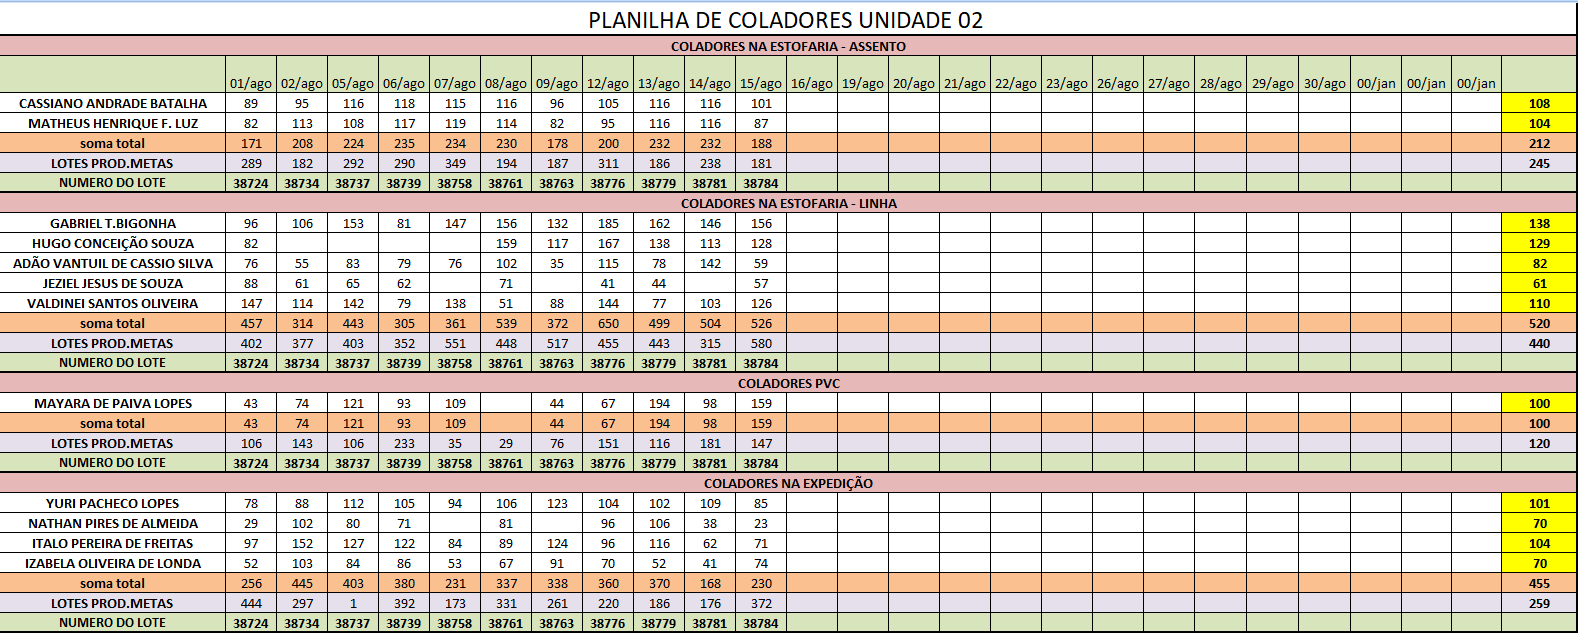 PLANILHA DE COLADORES UNIDADE 02
COLADORES NA ESTOFARIA - ASSENTO
01/ago 02/ago 05/ago 06/ago 07/ago 08/ago 09/ago 12/ago 13/ago 14/ago 15/ago 16/ago 19/ago 20/ago 21/ago 22/ago 23/ago 26/ago 27/ago 28/ago 29/ago 30/ago 00/jan 00/jan 00/jan
CASSIANO ANDRADE BATALHA 89 95 116 118 115 116 96 105 116 116 101 108
MATHEUS HENRIQUE F. LUZ 82 113 108 117 119 114 82 95 116 116 87 104
soma total 171 208 224 235 234 230 178 200 232 232 188 212
LOTES PROD.METAS 289 182 292 290 349 194 187 311 186 238 181 245
NUMERO DO LOTE 38724 38734 38737 38739 38758 38761 38763 38776 38779 38781 38784
COLADORES NA ESTOFARIA - LINHA
GABRIEL T.BIGONHA 96 106 153 81 147 156 132 185 162 146 156 138
HUGO CONCEIÇÃO SOUZA 82 159 117 167 138 113 128 129
ADÃO VANTUIL DE CASSIO SILVA 76 55 83 79 76 102 35 115 78 142 59 82
JEZIEL JESUS DE SOUZA 88 61 65 62 71 41 44 57 61
VALDINEI SANTOS OLIVEIRA 147 114 142 79 138 51 88 144 77 103 126 110
soma total 457 314 443 305 361 539 372 650 499 504 526 520
LOTES PROD.METAS 402 377 403 352 551 448 517 455 443 315 580 440
NUMERO DO LOTE 38724 38734 38737 38739 38758 38761 38763 38776 38779 38781 38784
COLADORES PVC
MAYARA DE PAIVA LOPES 43 74 121 93 109 44 67 194 98 159 100
soma total 43 74 121 93 109 44 67 194 98 159 100
LOTES PROD.METAS 106 143 106 233 35 29 76 151 116 181 147 120
NUMERO DO LOTE 38724 38734 38737 38739 38758 38761 38763 38776 38779 38781 38784
COLADORES NA EXPEDIÇÃO
YURI PACHECO LOPES 78 88 112 105 94 106 123 104 102 109 85 101
NATHAN PIRES DE ALMEIDA 29 102 80 71 81 96 106 38 23 70
ITALO PEREIRA DE FREITAS 97 152 127 122 84 89 124 96 116 62 71 104
IZABELA OLIVEIRA DE LONDA 52 103 84 86 53 67 91 70 52 41 74 70
soma total 256 445 403 380 231 337 338 360 370 168 230 455
LOTES PROD.METAS 444 297 1 392 173 331 261 220 186 176 372 259
NUMERO DO LOTE 38724 38734 38737 38739 38758 38761 38763 38776 38779 38781 38784